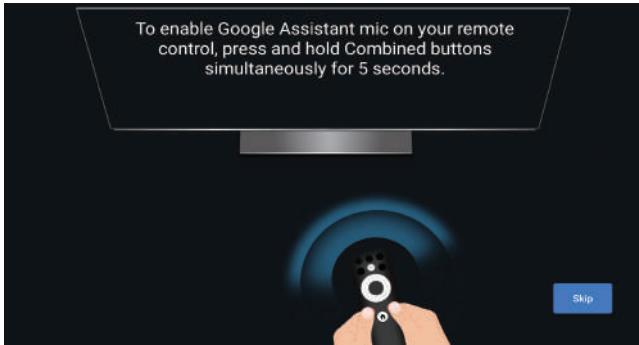 To enable Google Assistant mic on your remote
control, press and hold Combined buttons
simultaneously for 5 seconds.
Skip